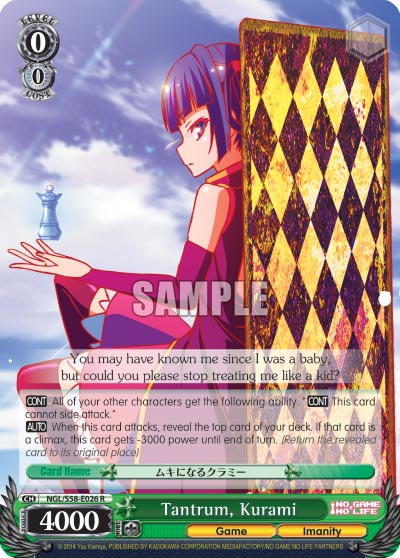 LEVEL
0
0
COST
SAMPLE
You may have known me since I was a baby,
but could you please stop treating me like a kid?
CONT All of your other characters get the following ability. "CONT This card
cannot side attack."
AUTO When this card attacks, reveal the top card of your deck. If that card is
a climax, this card gets -3000 power until end of turn. (Return the revealed
card to its original place)
Card Name
ムキになるクラミー
CH NGL/S58-E026 R
4000
Tantrum, Kurami
NO GAME
NO LIFE
Game
Imanity
© 2014 Yuu Kamiya, PUBLISHED BY KADOKAWA CORPORATION MEDIAFACTORY/NO GAME NO LIFE PARTNERS